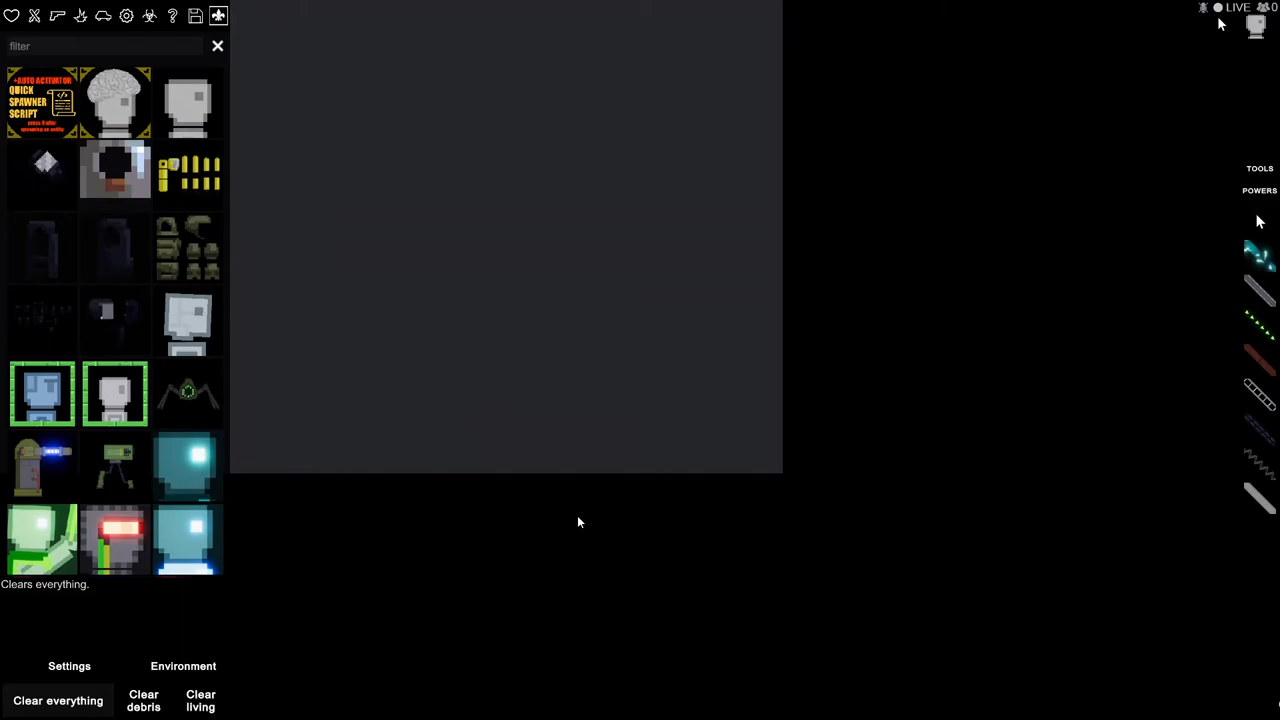 LIVE 0
filter
+AUTO ACTIVATOR
QUICK
SPAWNER
SCRIPT
TOOLS
POWERS
Clears everything.
Settings
Environment
Clear everything
Clear
debris
Clear
living